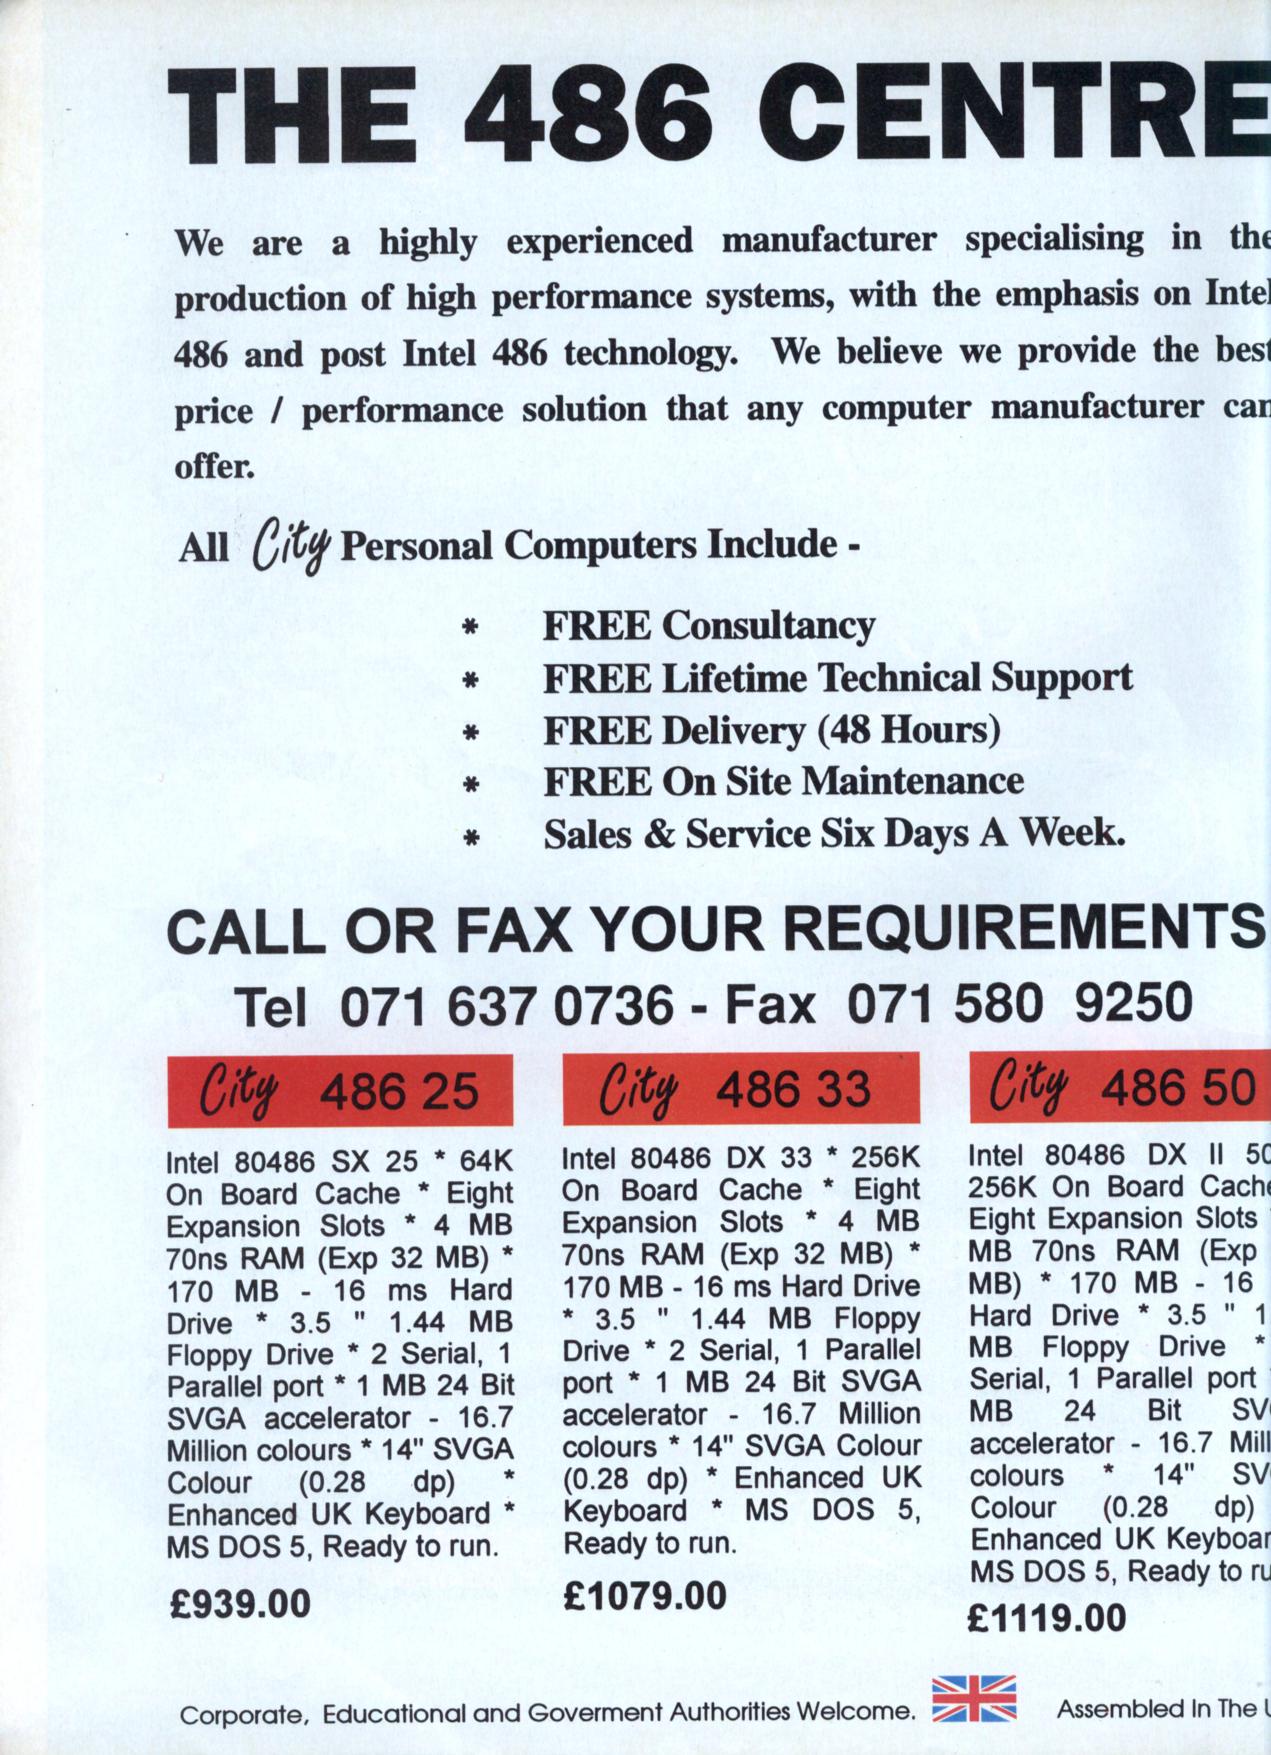 THE 486 CENTRE
We are a highly experienced manufacturer specialising in the
production of high performance systems, with the emphasis on Intel
486 and post Intel 486 technology. We believe we provide the best
price / performance solution that any computer manufacturer can
offer.
All City Personal Computers Include -
* FREE Consultancy
* FREE Lifetime Technical Support
* FREE Delivery (48 Hours)
* FREE On Site Maintenance
* Sales & Service Six Days A Week.
CALL OR FAX YOUR REQUIREMENTS
Tel 071 637 0736 - Fax 071 580 9250
City 486 25
Intel 80486 SX 25 * 64K
On Board Cache * Eight
Expansion Slots * 4 MB
70ns RAM (Exp 32 MB) *
170 MB - 16 ms Hard
Drive * 3.5 " 1.44 MB
Floppy Drive * 2 Serial, 1
Parallel port * 1 MB 24 Bit
SVGA accelerator - 16.7
Million colours * 14" SVGA
Colour (0.28 dp) *
Enhanced UK Keyboard *
MS DOS 5, Ready to run.
£939.00
City 486 33
Intel 80486 DX 33 * 256K
On Board Cache * Eight
Expansion Slots * 4 MB
70ns RAM (Exp 32 MB) *
170 MB - 16 ms Hard Drive
* 3.5 " 1.44 MB Floppy
Drive * 2 Serial, 1 Parallel
port * 1 MB 24 Bit SVGA
accelerator - 16.7 Million
colours * 14" SVGA Colour
(0.28 dp) * Enhanced UK
Keyboard * MS DOS 5,
Ready to run.
£1079.00
City 486 50
Intel 80486 DX II 50
256K On Board Cache
Eight Expansion Slots
MB 70ns RAM (Exp
MB) * 170 MB - 16
Hard Drive * 3.5 " 1
MB Floppy Drive *
Serial, 1 Parallel port
MB 24 Bit
accelerator - 16.7
colours * 14"
Colour (0.28 dp)
Enhanced UK
MS DOS 5, Ready to
£1119.00
Corporate, Educational and Goverment Authorities Welcome.
Assembled In The